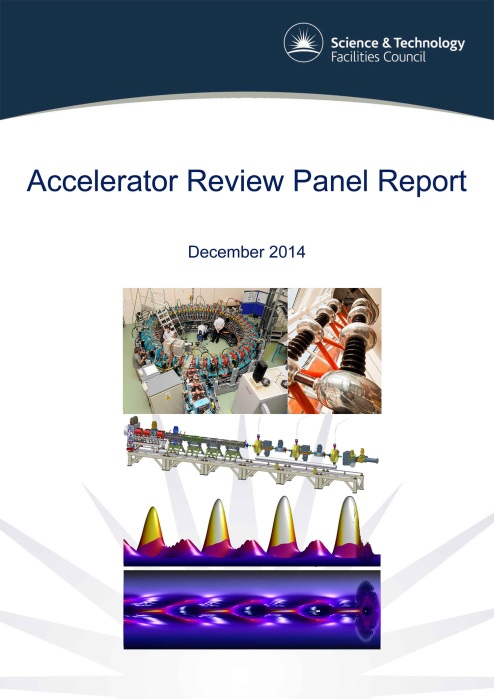 Science & Technology
Facilities Council
Accelerator Review Panel Report
December 2014